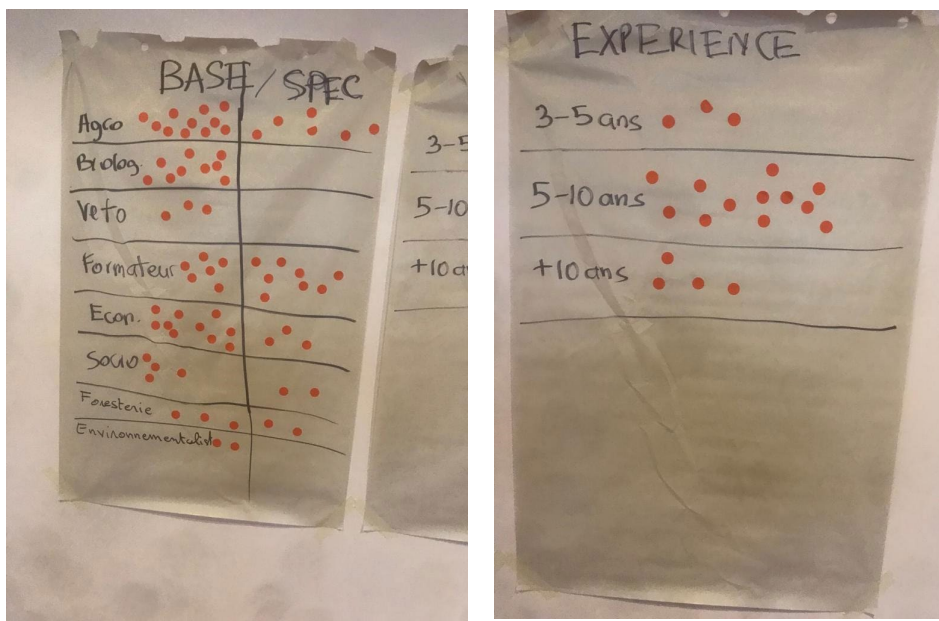 BASE / SPEC
Agro
Biolog.
Veto
Formateur
Econ.
Socio
Foresterie
Environnementalist
3-5
5-10
+10 a
EXPERIENCE
3-5 ans
5-10 ans
+10 ans